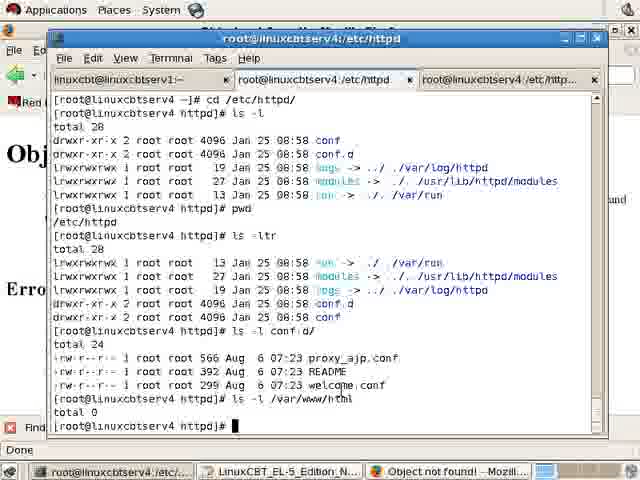 Applications Places System
root@linuxcbtserv4:/etc/httpd
File
File Edit View Terminal Tabs Help
linuxcbt@linuxcbtserv1:~ root@linuxcbtserv4:/etc/httpd root@linuxcbtserv4:/etc/http...
Red
[root@linuxcbtserv4 ~]# cd /etc/httpd/
[root@linuxcbtserv4 httpd]# ls -l
total 28
drwxr-xr-x 2 root root 4096 Jan 25 08:58 conf
drwxr-xr-x 2 root root 4096 Jan 25 08:58 conf.d
lrwxrwxrwx 1 root root 19 Jan 25 08:58 logs -> ../../var/log/httpd
lrwxrwxrwx 1 root root 27 Jan 25 08:58 modules -> ../../usr/lib/httpd/modules
lrwxrwxrwx 1 root root 13 Jan 25 08:58 run -> ../../var/run
[root@linuxcbtserv4 httpd]# pwd
/etc/httpd
[root@linuxcbtserv4 httpd]# ls -ltr
total 28
lrwxrwxrwx 1 root root 13 Jan 25 08:58 run -> ../../var/run
lrwxrwxrwx 1 root root 27 Jan 25 08:58 modules -> ../../usr/lib/httpd/modules
lrwxrwxrwx 1 root root 19 Jan 25 08:58 logs -> ../../var/log/httpd
drwxr-xr-x 2 root root 4096 Jan 25 08:58 conf.d
drwxr-xr-x 2 root root 4096 Jan 25 08:58 conf
[root@linuxcbtserv4 httpd]# ls -l conf.d/
total 24
-rw-r--r-- 1 root root 566 Aug 6 07:23 proxy_ajp.conf
-rw-r--r-- 1 root root 392 Aug 6 07:23 README
-rw-r--r-- 1 root root 299 Aug 6 07:23 welcome.conf
[root@linuxcbtserv4 httpd]# ls -l /var/www/html
total 0
[root@linuxcbtserv4 httpd]#
Obj
und
Erro
Find
Done
root@linuxcbtserv4:/etc/... LinuxCBT_EL-5_Edition_N... Object not found! - Mozill...